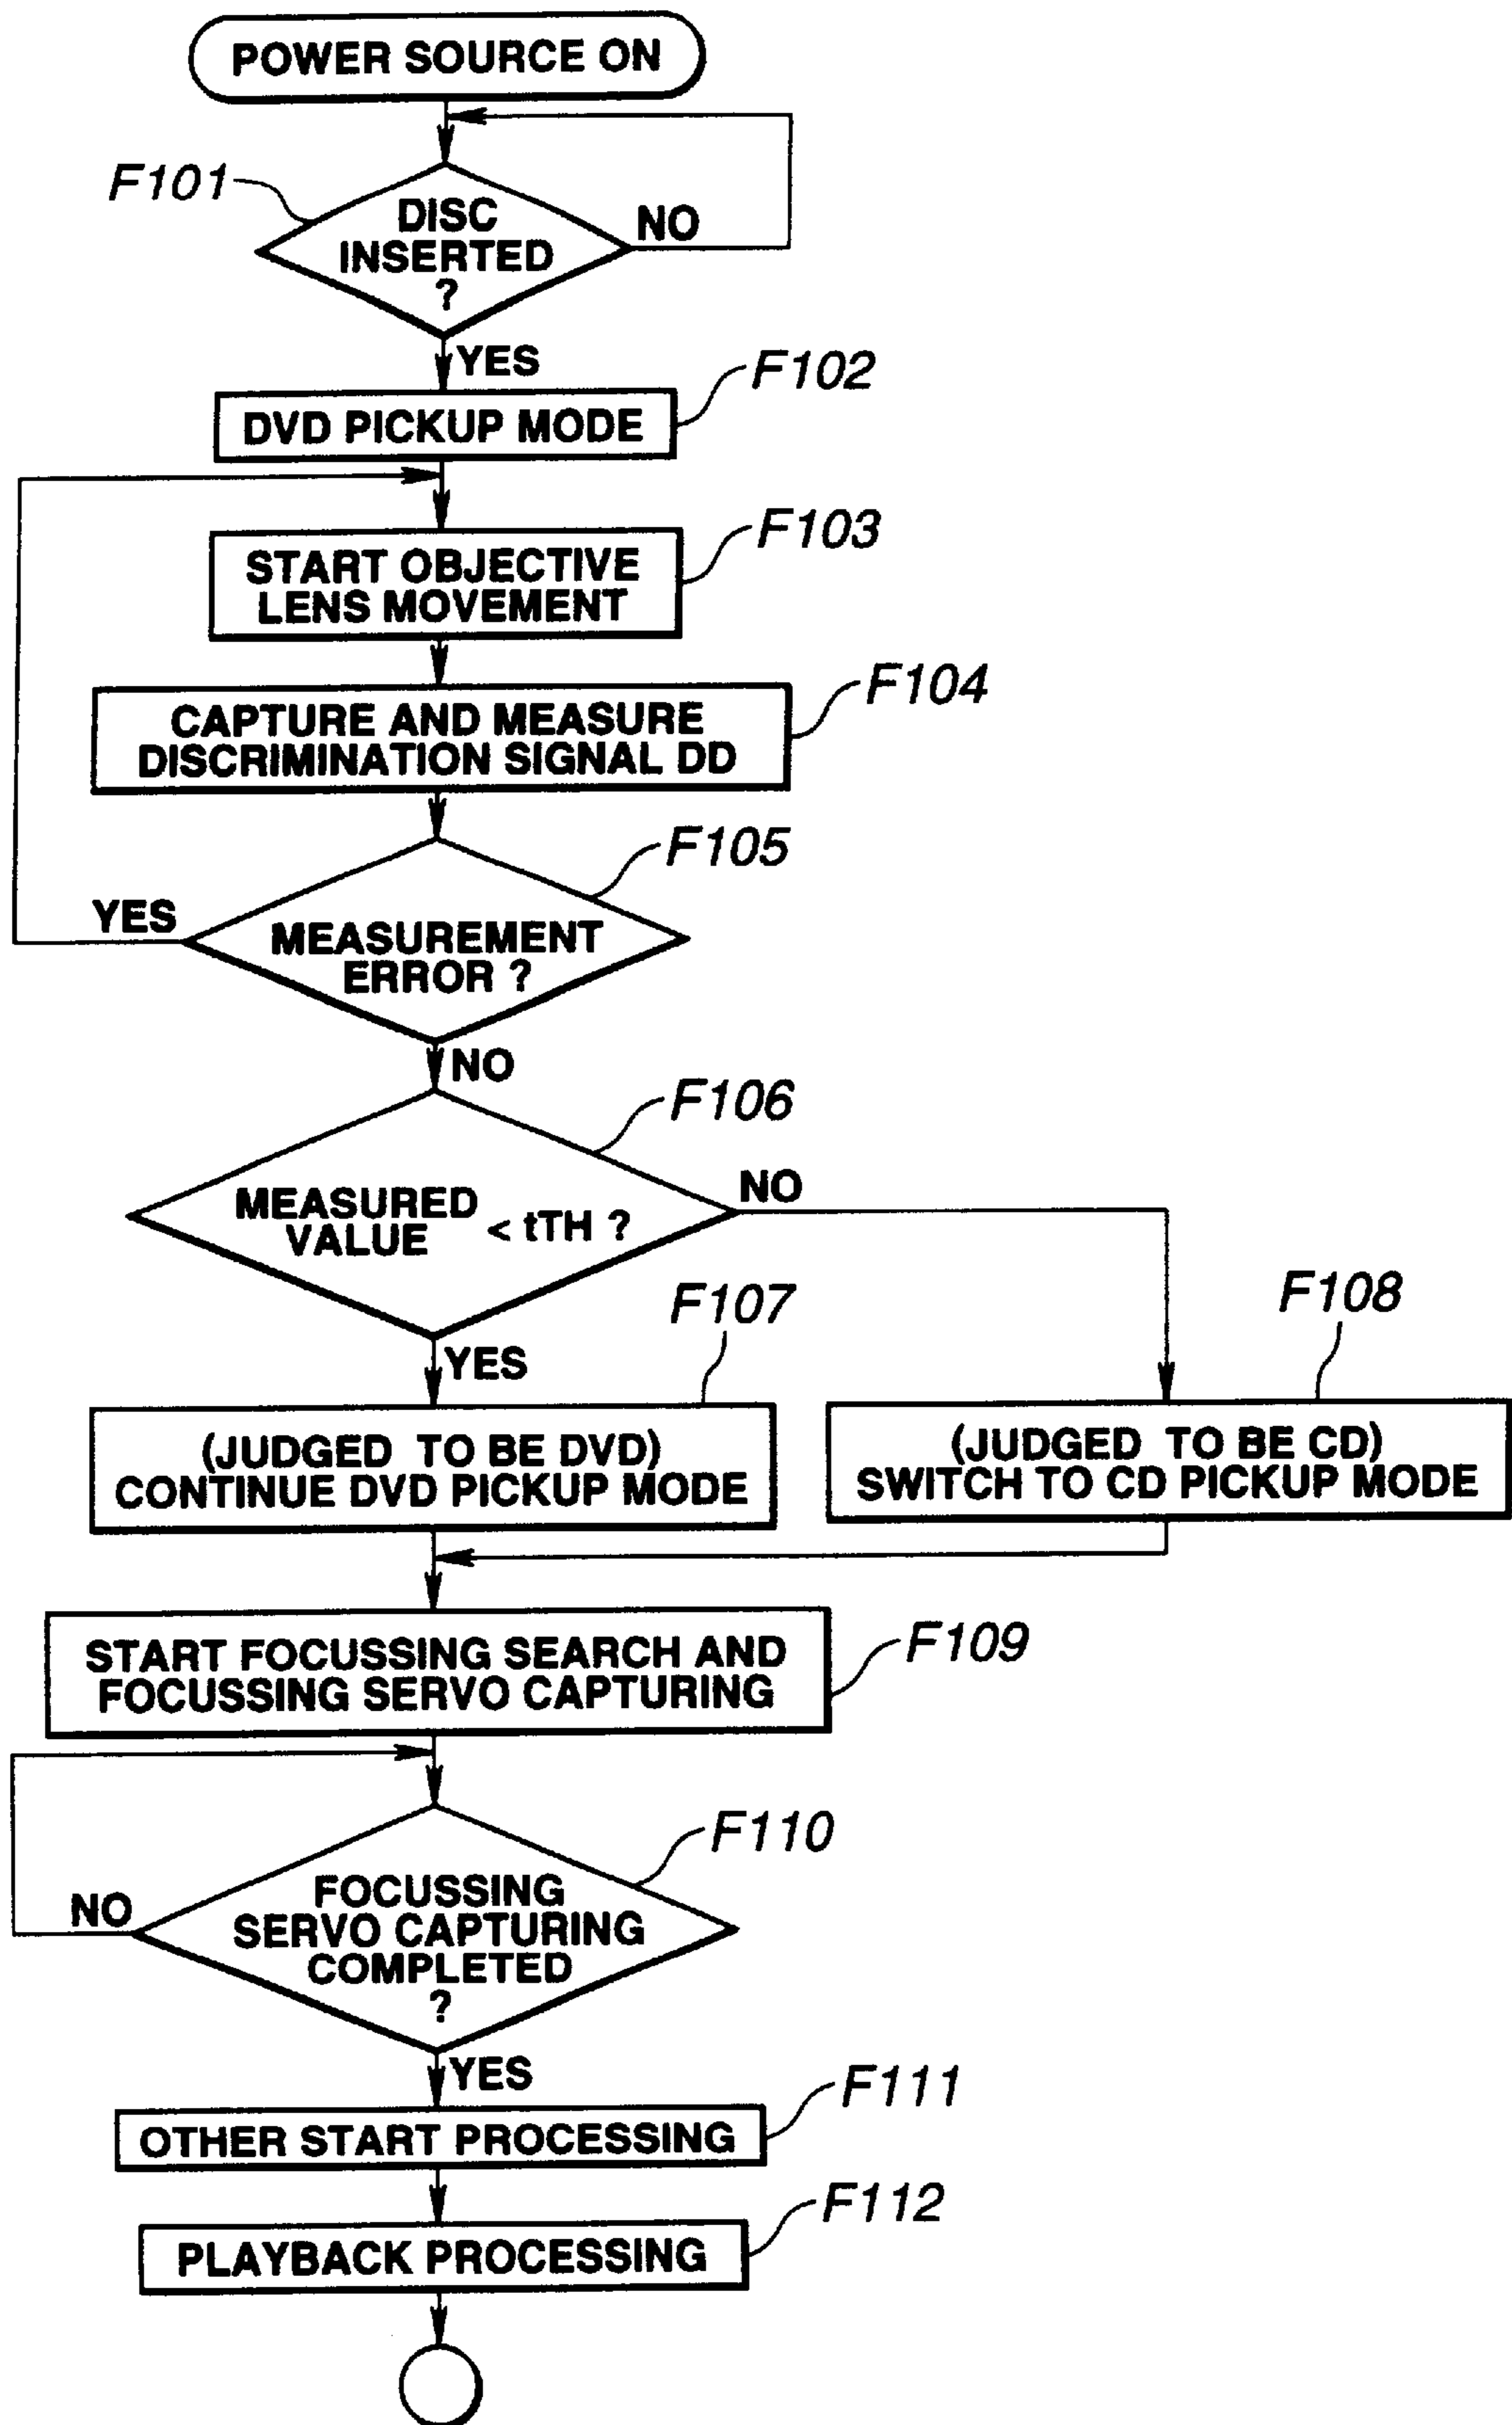 POWER SOURCE ON
F101
DISC
INSERTED
?
NO
YES
F102
DVD PICKUP MODE
F103
START OBJECTIVE
LENS MOVEMENT
F104
CAPTURE AND MEASURE
DISCRIMINATION SIGNAL DD
F105
YES
MEASUREMENT
ERROR ?
NO
F106
MEASURED
VALUE < tTH ?
NO
YES
F107
F108
(JUDGED TO BE DVD)
CONTINUE DVD PICKUP MODE
(JUDGED TO BE CD)
SWITCH TO CD PICKUP MODE
F109
START FOCUSSING SEARCH AND
FOCUSSING SERVO CAPTURING
F110
NO
FOCUSSING
SERVO CAPTURING
COMPLETED
?
YES
F111
OTHER START PROCESSING
F112
PLAYBACK PROCESSING